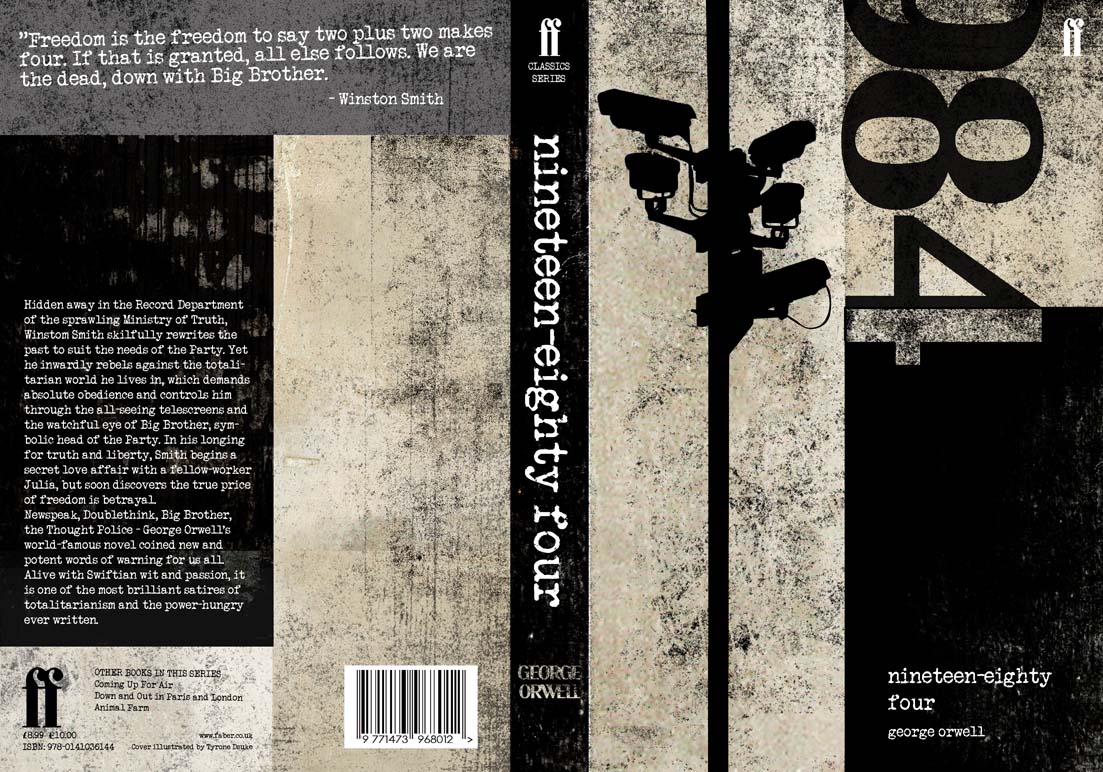 "Freedom is the freedom to say two plus two makes
four. If that is granted, all else follows. We are
the dead, down with Big Brother.
- Winston Smith
Hidden away in the Record Department
of the sprawling Ministry of Truth,
Winstom Smith skilfully rewrites the
past to suit the needs of the Party. Yet
he inwardly rebels against the totali-
tarian world he lives in, which demands
absolute obedience and controls him
through the all-seeing telescreens and
the watchful eye of Big Brother, sym-
bolic head of the Party. In his longing
for truth and liberty, Smith begins a
secret love affair with a fellow-worker
Julia, but soon discovers the true price
of freedom is betrayal.
Newspeak, Doublethink, Big Brother,
the Thought Police - George Orwell's
world-famous novel coined new and
potent words of warning for us all.
Alive with Swiftian wit and passion, it
is one of the most brilliant satires of
totalitarianism and the power-hungry
ever written.
ff
OTHER BOOKS IN THIS SERIES
Coming Up For Air
Down and Out in Paris and London
Animal Farm
£8.99 €10.00
ISBN: 978-0141036144
www.faber.co.uk
Cover illustrated by Tyrone Dsuke
9 771473 968012 >
ff
CLASSICS
SERIES
nineteen-eighty four
GEORGE
ORWELL
ff
984
nineteen-eighty
four
george orwell